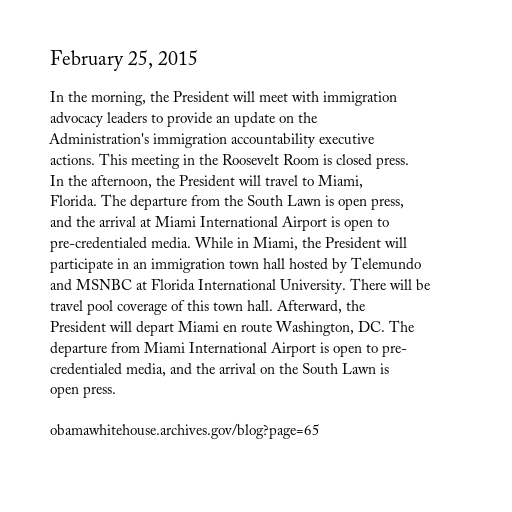 February 25, 2015
In the morning, the President will meet with immigration
advocacy leaders to provide an update on the
Administration's immigration accountability executive
actions. This meeting in the Roosevelt Room is closed press.
In the afternoon, the President will travel to Miami,
Florida. The departure from the South Lawn is open press,
and the arrival at Miami International Airport is open to
pre-credentialed media. While in Miami, the President will
participate in an immigration town hall hosted by Telemundo
and MSNBC at Florida International University. There will be
travel pool coverage of this town hall. Afterward, the
President will depart Miami en route Washington, DC. The
departure from Miami International Airport is open to pre-
credentialed media, and the arrival on the South Lawn is
open press.
obamawhitehouse.archives.gov/blog?page=65